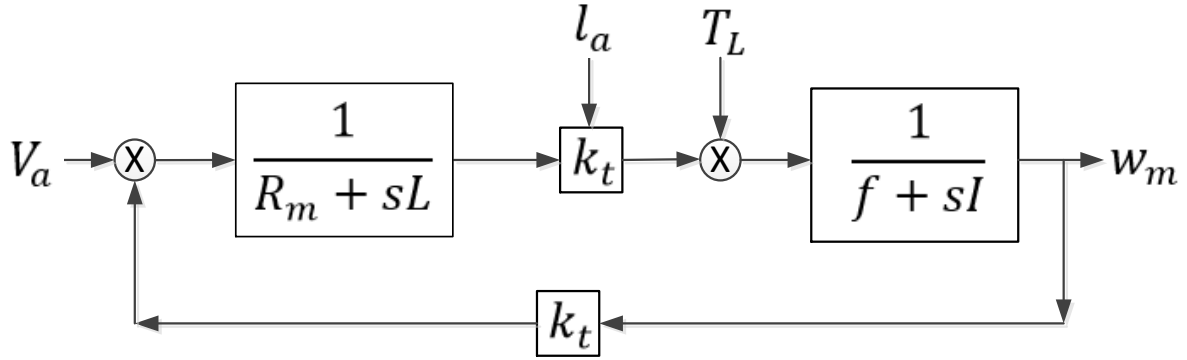 l_a
T_L
V_a
X
1
R_m + sL
k_t
X
1
f + sI
w_m
k_t